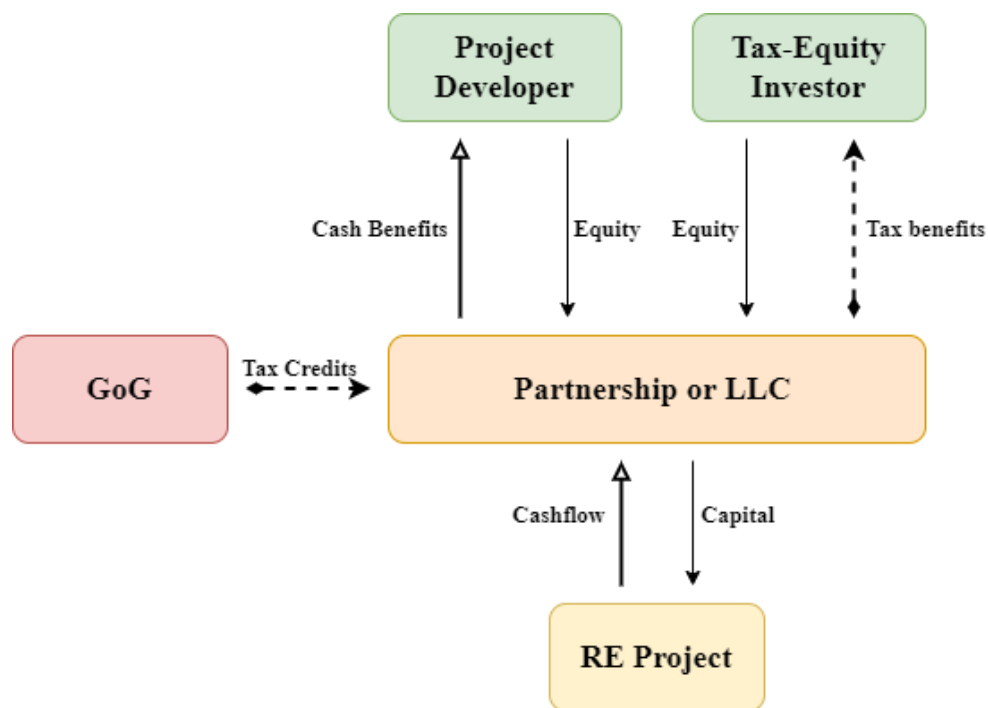 Project
Developer
Tax-Equity
Investor
Cash Benefits
Equity
Equity
Tax benefits
GoG
Tax Credits
Partnership or LLC
Cashflow
Capital
RE Project